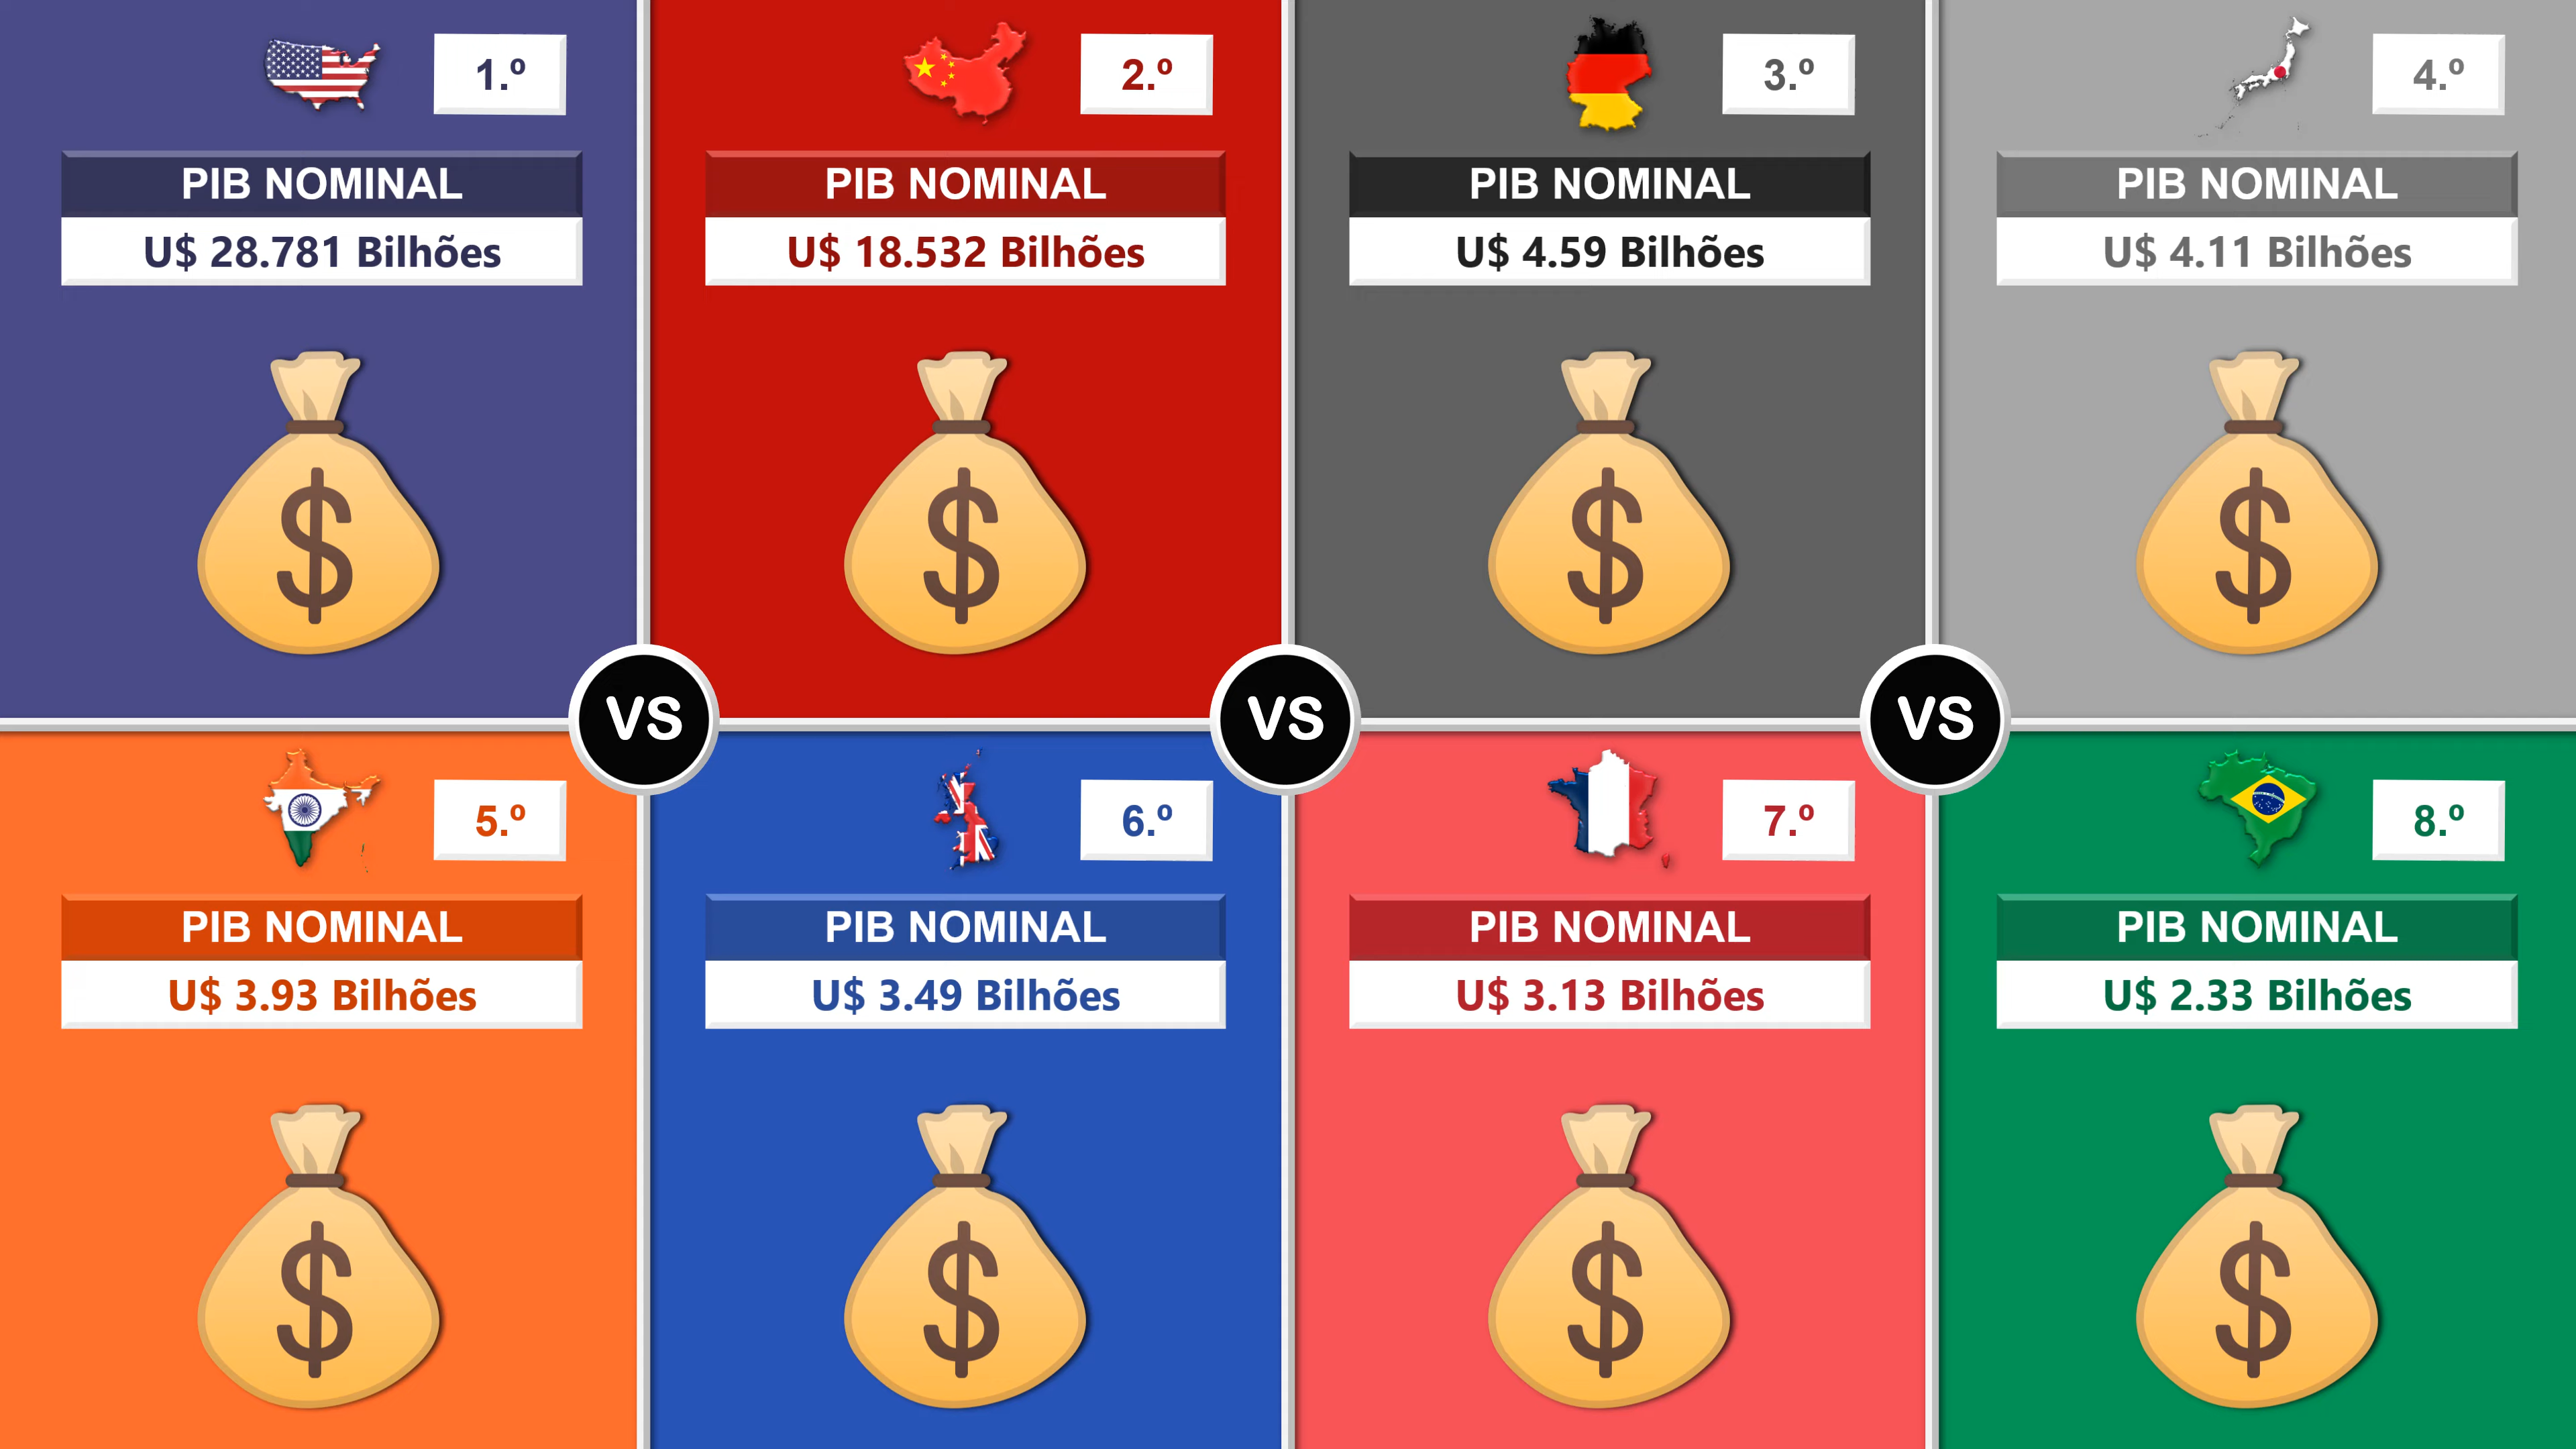 1.º
PIB NOMINAL
U$ 28.781 Bilhões
$
2.º
PIB NOMINAL
U$ 18.532 Bilhões
$
3.º
PIB NOMINAL
U$ 4.59 Bilhões
$
4.º
PIB NOMINAL
U$ 4.11 Bilhões
$
VS
VS
VS
5.º
PIB NOMINAL
U$ 3.93 Bilhões
$
6.º
PIB NOMINAL
U$ 3.49 Bilhões
$
7.º
PIB NOMINAL
U$ 3.13 Bilhões
$
8.º
PIB NOMINAL
U$ 2.33 Bilhões
$